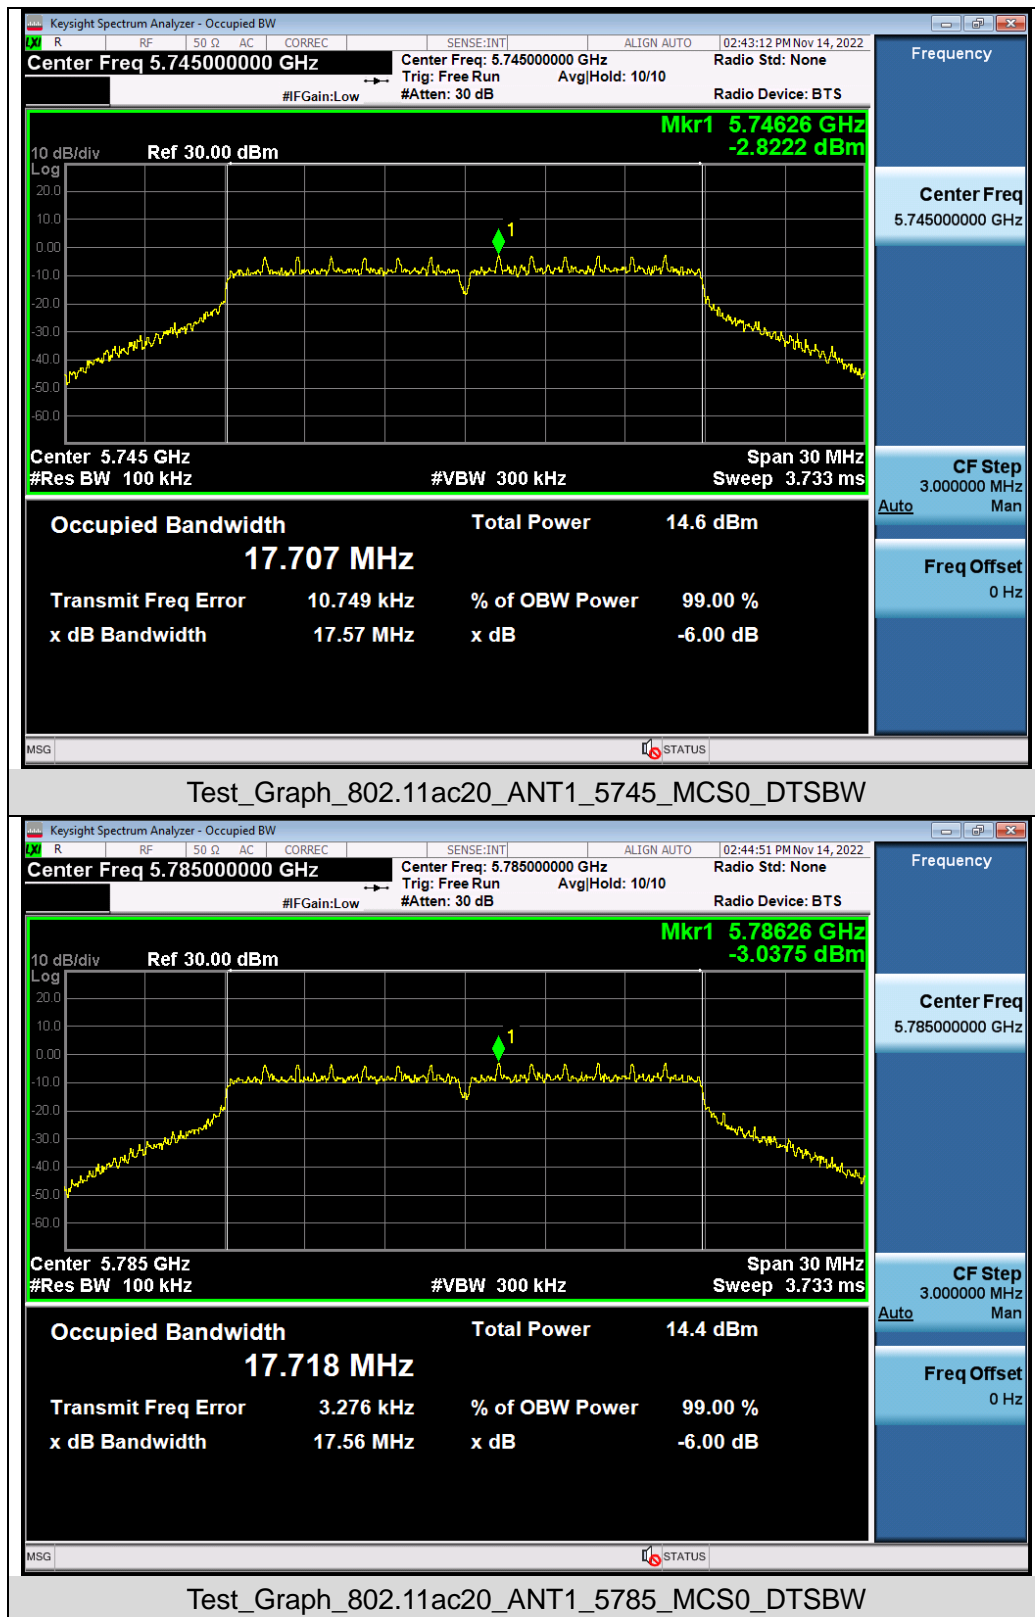 Keysight Spectrum Analyzer - Occupied BW
LXI R RF 50 Ω AC CORREC SENSE:INT ALIGN AUTO 02:43:12 PM Nov 14, 2022
Center Freq 5.745000000 GHz Center Freq: 5.745000000 GHz Radio Std: None
Trig: Free Run Avg|Hold: 10/10
#IFGain:Low #Atten: 30 dB Radio Device: BTS
Frequency
Mkr1 5.74626 GHz
-2.8222 dBm
10 dB/div Ref 30.00 dBm
Log
20.0
10.0
0.00
-10.0
-20.0
-30.0
-40.0
-50.0
-60.0
1
Center 5.745 GHz Span 30 MHz
#Res BW 100 kHz #VBW 300 kHz Sweep 3.733 ms
Center Freq
5.745000000 GHz
CF Step
3.000000 MHz
Auto Man
Freq Offset
0 Hz
Occupied Bandwidth Total Power 14.6 dBm
17.707 MHz
Transmit Freq Error 10.749 kHz % of OBW Power 99.00 %
x dB Bandwidth 17.57 MHz x dB -6.00 dB
MSG STATUS
Test_Graph_802.11ac20_ANT1_5745_MCS0_DTSBW
Keysight Spectrum Analyzer - Occupied BW
LXI R RF 50 Ω AC CORREC SENSE:INT ALIGN AUTO 02:44:51 PM Nov 14, 2022
Center Freq 5.785000000 GHz Center Freq: 5.785000000 GHz Radio Std: None
Trig: Free Run Avg|Hold: 10/10
#IFGain:Low #Atten: 30 dB Radio Device: BTS
Frequency
Mkr1 5.78626 GHz
-3.0375 dBm
10 dB/div Ref 30.00 dBm
Log
20.0
10.0
0.00
-10.0
-20.0
-30.0
-40.0
-50.0
-60.0
1
Center 5.785 GHz Span 30 MHz
#Res BW 100 kHz #VBW 300 kHz Sweep 3.733 ms
Center Freq
5.785000000 GHz
CF Step
3.000000 MHz
Auto Man
Freq Offset
0 Hz
Occupied Bandwidth Total Power 14.4 dBm
17.718 MHz
Transmit Freq Error 3.276 kHz % of OBW Power 99.00 %
x dB Bandwidth 17.56 MHz x dB -6.00 dB
MSG STATUS
Test_Graph_802.11ac20_ANT1_5785_MCS0_DTSBW